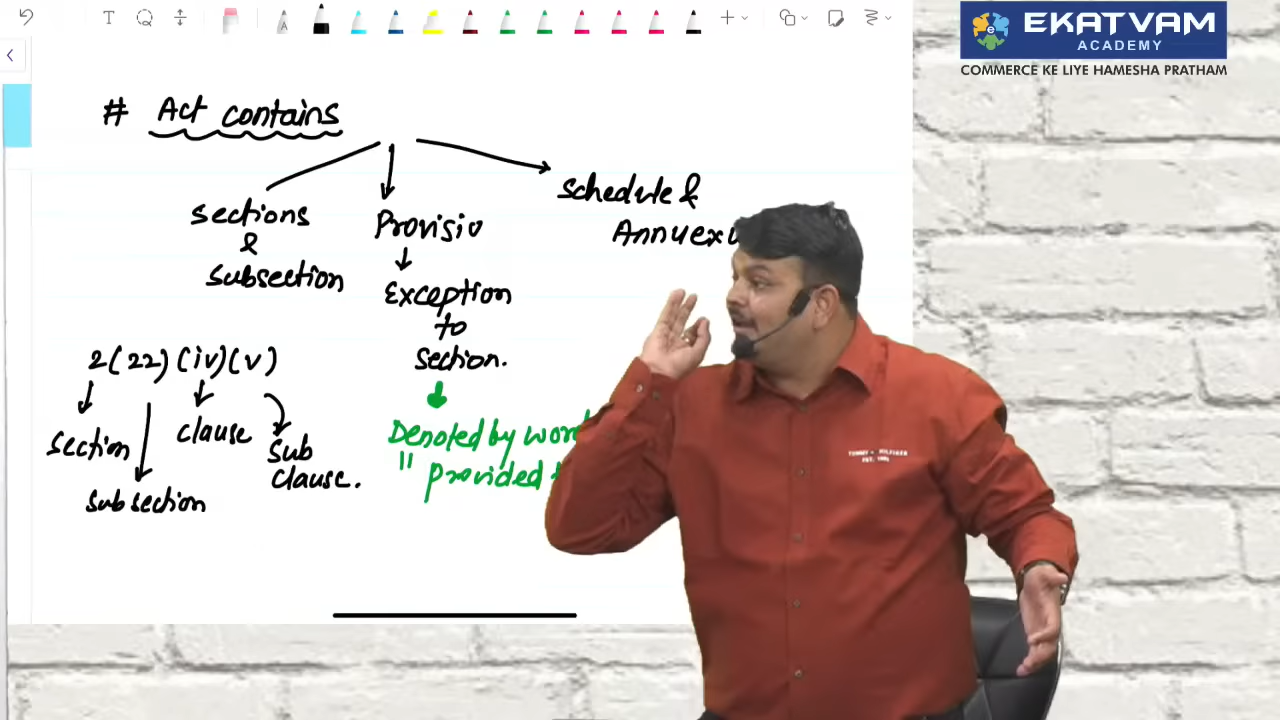 EKATVAM
ACADEMY
COMMERCE KE LIYE HAMESHA PRATHAM
# Act contains
Sections
&
Subsection
Provisio
Exception
to
section.
Denoted by
" provided
Schedule &
2(22)(iv)(v)
section
subsection
clause
Sub
clause.